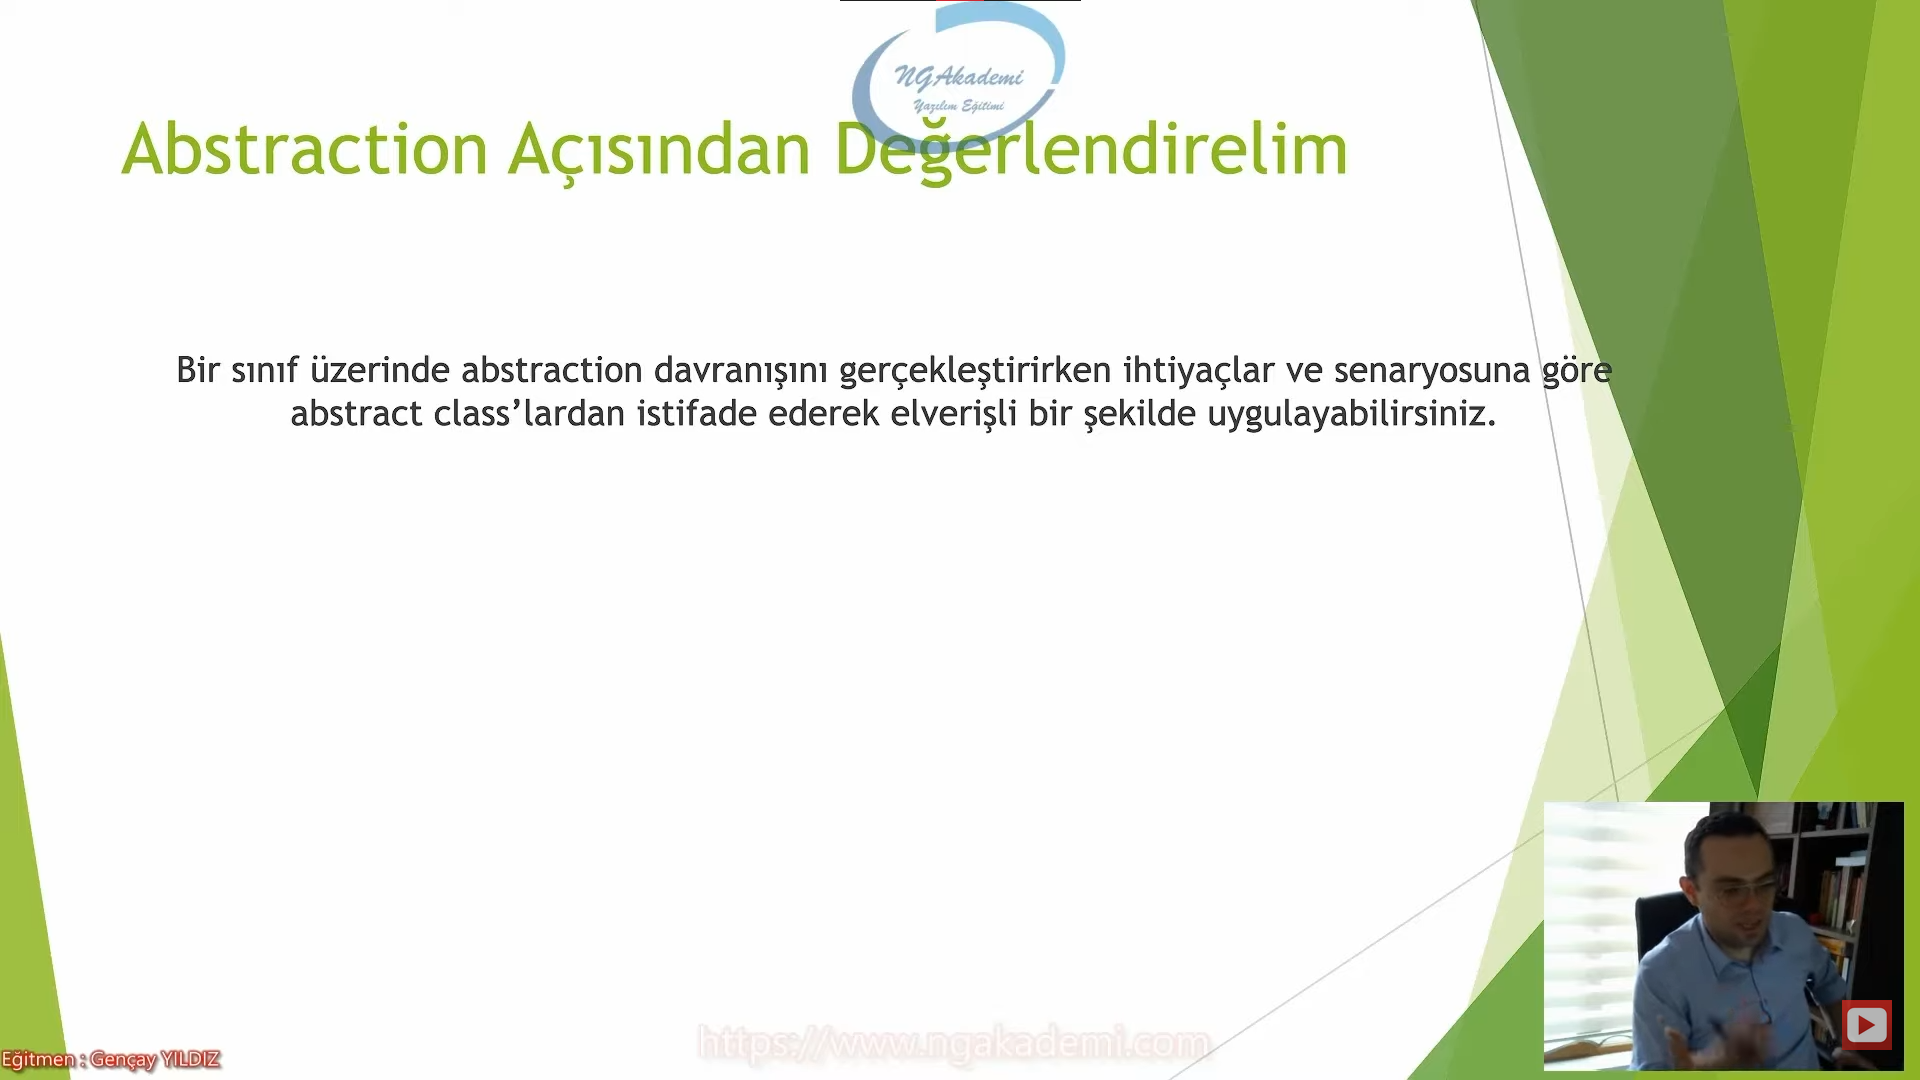 NGAkademi
Yazılım Eğitimi
Abstraction Açısından Değerlendirelim
Bir sınıf üzerinde abstraction davranışını gerçekleştirirken ihtiyaçlar ve senaryosuna göre
abstract class’lardan istifade ederek elverişli bir şekilde uygulayabilirsiniz.
https://www.ngakademi.com
Eğitmen : Gençay YILDIZ